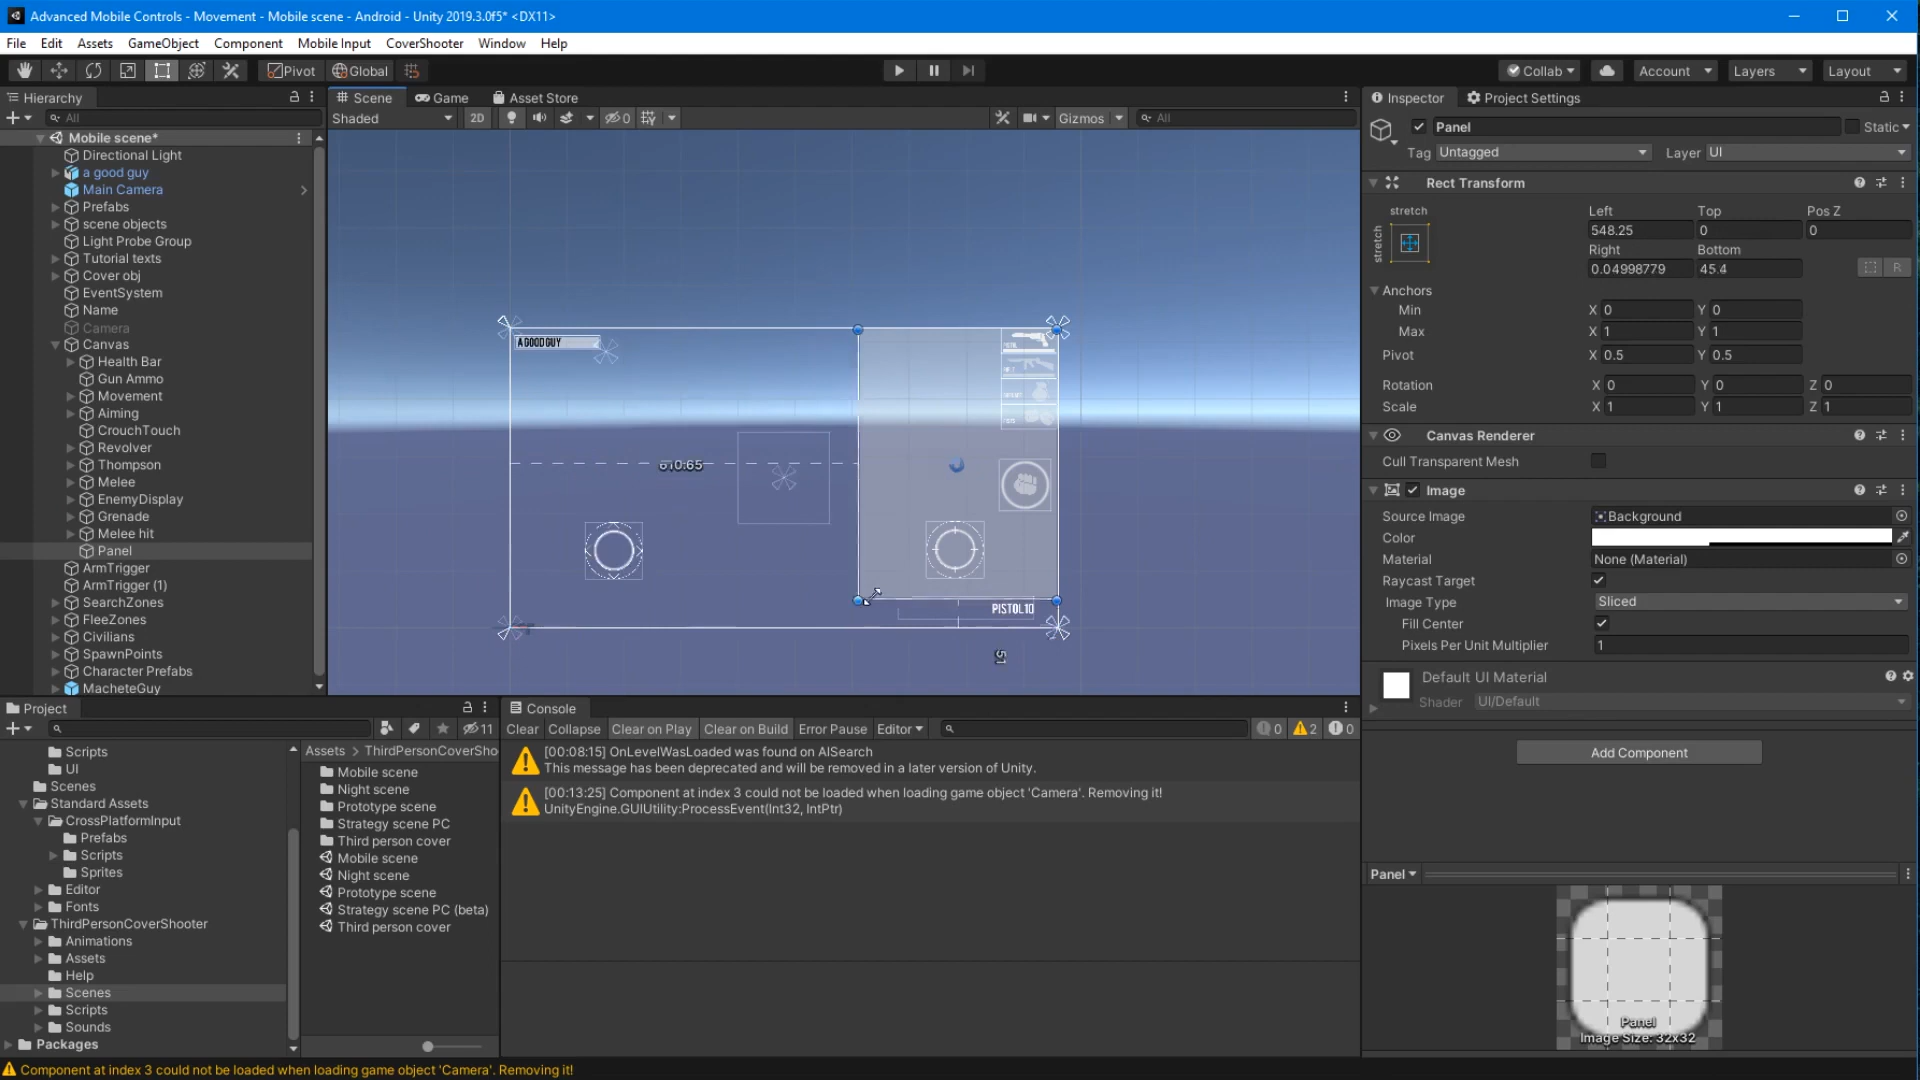 Advanced Mobile Controls - Movement - Mobile scene - Android - Unity 2019.3.0f5* <DX11>
File Edit Assets GameObject Component Mobile Input CoverShooter Window Help
Pivot Global Collab Account Layers Layout
Hierarchy
All
Mobile scene*
Directional Light
a good guy
Main Camera
Prefabs
scene objects
Light Probe Group
Tutorial texts
Cover obj
EventSystem
Name
Camera
Canvas
Health Bar
Gun Ammo
Movement
Aiming
CrouchTouch
Revolver
Thompson
Melee
EnemyDisplay
Grenade
Melee hit
Panel
ArmTrigger
ArmTrigger (1)
SearchZones
FleeZones
Civilians
SpawnPoints
Character Prefabs
MacheteGuy
Scene Game Asset Store
Shaded 2D 0 Gizmos All
A GOOD GUY
PISTOL
610.65
PISTOL10
51
Inspector Project Settings
Panel Static
Tag Untagged Layer UI
Rect Transform
stretch
stretch
Left Top Pos Z
548.25 0 0
Right Bottom
0.04998779 45.4 R
Anchors
Min X 0 Y 0
Max X 1 Y 1
Pivot X 0.5 Y 0.5
Rotation X 0 Y 0 Z 0
Scale X 1 Y 1 Z 1
Canvas Renderer
Cull Transparent Mesh
Image
Source Image Background
Color
Material None (Material)
Raycast Target
Image Type Sliced
Fill Center
Pixels Per Unit Multiplier 1
Default UI Material
Shader UI/Default
Add Component
Panel
Panel
Image Size: 32x32
Project
11
Scripts
UI
Scenes
Standard Assets
CrossPlatformInput
Prefabs
Scripts
Sprites
Editor
Fonts
ThirdPersonCoverShooter
Animations
Assets
Help
Scenes
Scripts
Sounds
Packages
Assets > ThirdPersonCoverSho
Mobile scene
Night scene
Prototype scene
Strategy scene PC
Third person cover
Mobile scene
Night scene
Prototype scene
Strategy scene PC (beta)
Third person cover
Console
Clear Collapse Clear on Play Clear on Build Error Pause Editor 0 2 0
[00:08:15] OnLevelWasLoaded was found on AISearch
This message has been deprecated and will be removed in a later version of Unity.
[00:13:25] Component at index 3 could not be loaded when loading game object 'Camera'. Removing it!
UnityEngine.GUIUtility:ProcessEvent(Int32, IntPtr)
Component at index 3 could not be loaded when loading game object 'Camera'. Removing it!